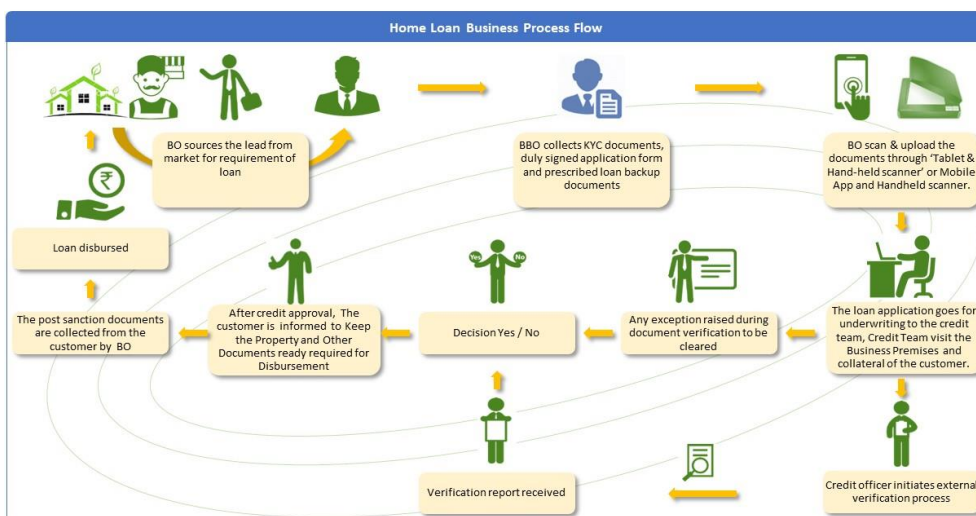 Home Loan Business Process Flow
BO sources the lead from
market for requirement of
loan
BBO collects KYC documents,
duly signed application form
and prescribed loan backup
documents
BO scan & upload the
documents through 'Tablet &
Hand-held scanner' or Mobile
App and Handheld scanner.
₹
Loan disbursed
Yes
No
The post sanction documents
are collected from the
customer by BO
After credit approval, The
customer is informed to Keep
the Property and Other
Documents ready required for
Disbursement
Decision Yes / No
Any exception raised during
document verification to be
cleared
The loan application goes for
underwriting to the credit
team, Credit Team visit the
Business Premises and
collateral of the customer.
Verification report received
Credit officer initiates external
verification process